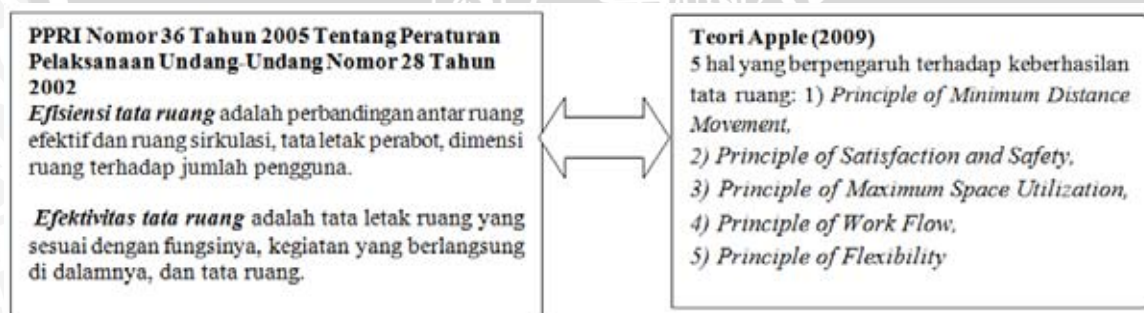 PPRI Nomor 36 Tahun 2005 Tentang Peraturan
Pelaksanaan Undang-Undang Nomor 28 Tahun
2002
Efisiensi tata ruang adalah perbandingan antar ruang
efektif dan ruang sirkulasi, tata letak perabot, dimensi
ruang terhadap jumlah pengguna.
Efektivitas tata ruang adalah tata letak ruang yang
sesuai dengan fungsinya, kegiatan yang berlangsung
di dalamnya, dan tata ruang.
Teori Apple (2009)
5 hal yang berpengaruh terhadap keberhasilan
tata ruang: 1) Principle of Minimum Distance
Movement,
2) Principle of Satisfaction and Safety,
3) Principle of Maximum Space Utilization,
4) Principle of Work Flow,
5) Principle of Flexibility